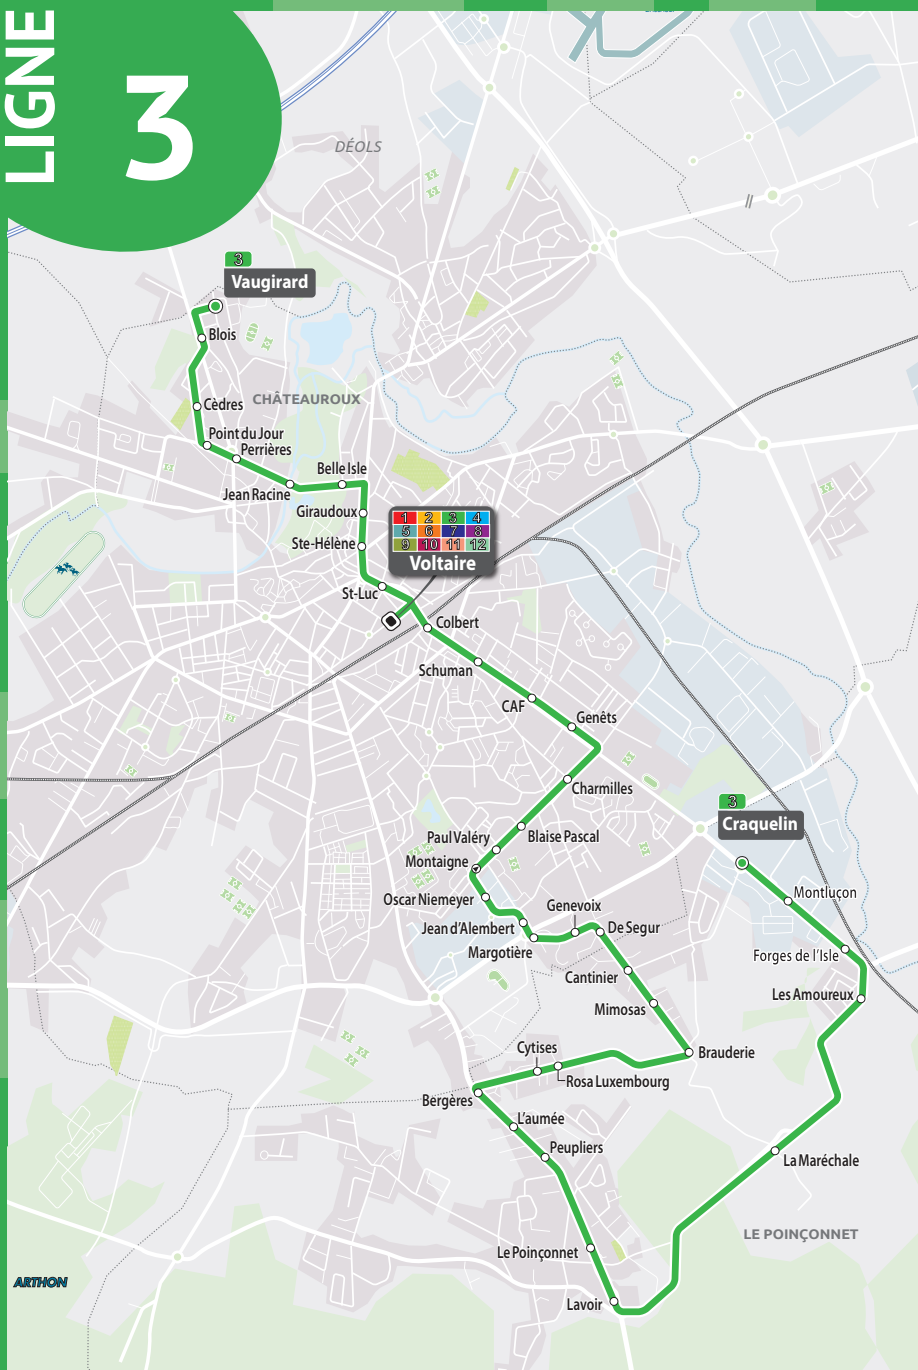 LIGNE
3
DÉOLS
3
Vaugirard
Blois
CHÂTEAUROUX
Cèdres
Point du Jour
Perrières
Belle Isle
Jean Racine
Giraudoux
1 2 3 4
5 6 7 8
9 10 11 12
Voltaire
Ste-Hélène
St-Luc
Colbert
Schuman
CAF
Genêts
Charmilles
3
Craquelin
Paul Valéry
Blaise Pascal
Montaigne
Oscar Niemeyer
Montluçon
Genevoix
Jean d'Alembert
De Segur
Margotière
Forges de l'Isle
Cantinier
Les Amoureux
Mimosas
Cytises
Brauderie
Rosa Luxembourg
Bergères
L'aumée
Peupliers
La Maréchale
LE POINÇONNET
Le Poinçonnet
ARTHON
Lavoir